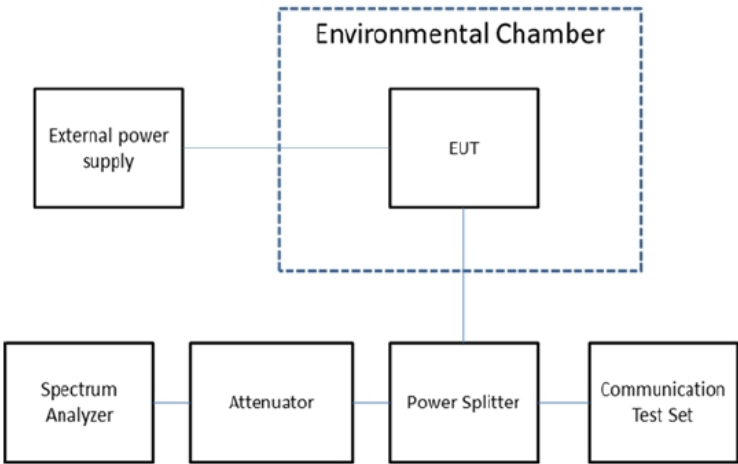 Environmental Chamber
External power
supply
EUT
Spectrum
Analyzer
Attenuator
Power Splitter
Communication
Test Set